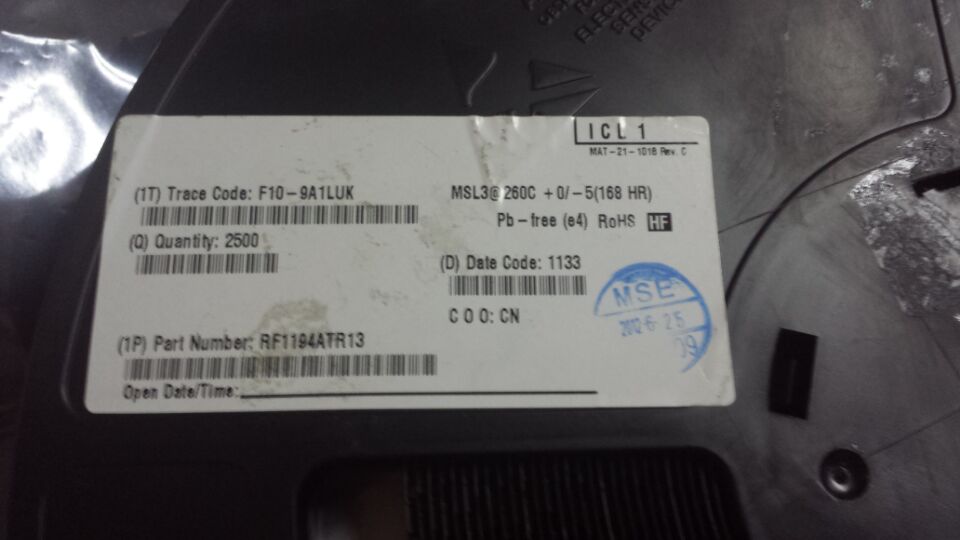 ELECT
DEVICE
ICL 1
MAT-21-1018 Rev. C
(1T) Trace Code: F10-9A1LUK
MSL3@260C +0/-5(168 HR)
Pb-free (e4) RoHS HF
(Q) Quantity: 2500
(D) Date Code: 1133
MSE
2012-6-25
09
C O O: CN
(1P) Part Number: RF1194ATR13
Open Date/Time: